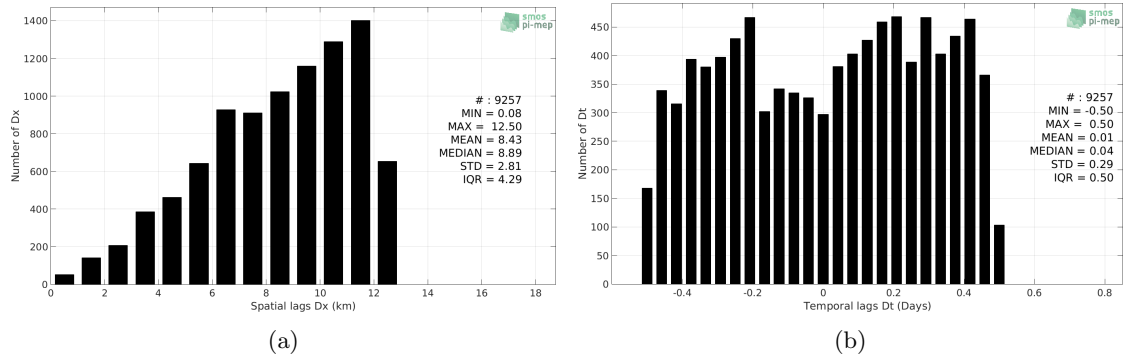 smos
pi-mep
1400
1200
1000
800
600
400
200
0
Number of Dx
# : 9257
MIN = 0.08
MAX = 12.50
MEAN = 8.43
MEDIAN = 8.89
STD = 2.81
IQR = 4.29
0 2 4 6 8 10 12 14 16 18
Spatial lags Dx (km)
(a)
smos
pi-mep
450
400
350
300
250
200
150
100
50
0
Number of Dt
# : 9257
MIN = -0.50
MAX = 0.50
MEAN = 0.01
MEDIAN = 0.04
STD = 0.29
IQR = 0.50
-0.4 -0.2 0 0.2 0.4 0.6 0.8
Temporal lags Dt (Days)
(b)